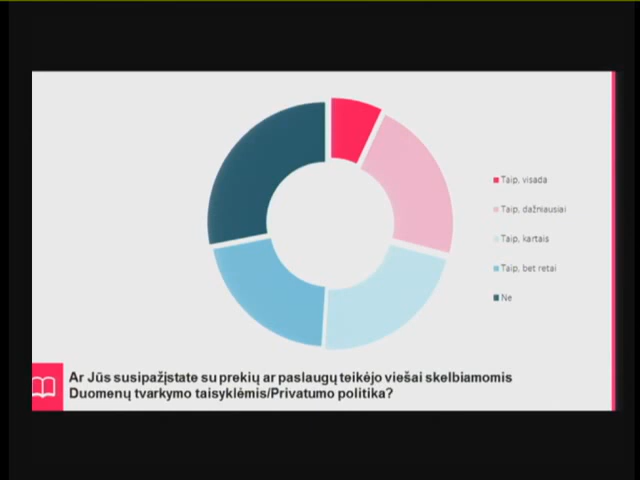 Taip, visada
Taip, dažniausiai
Taip, kartais
Taip, bet retai
Ne
Ar Jūs susipažįstate su prekių ar paslaugų teikėjo viešai skelbiamomis
Duomenų tvarkymo taisyklėmis/Privatumo politika?